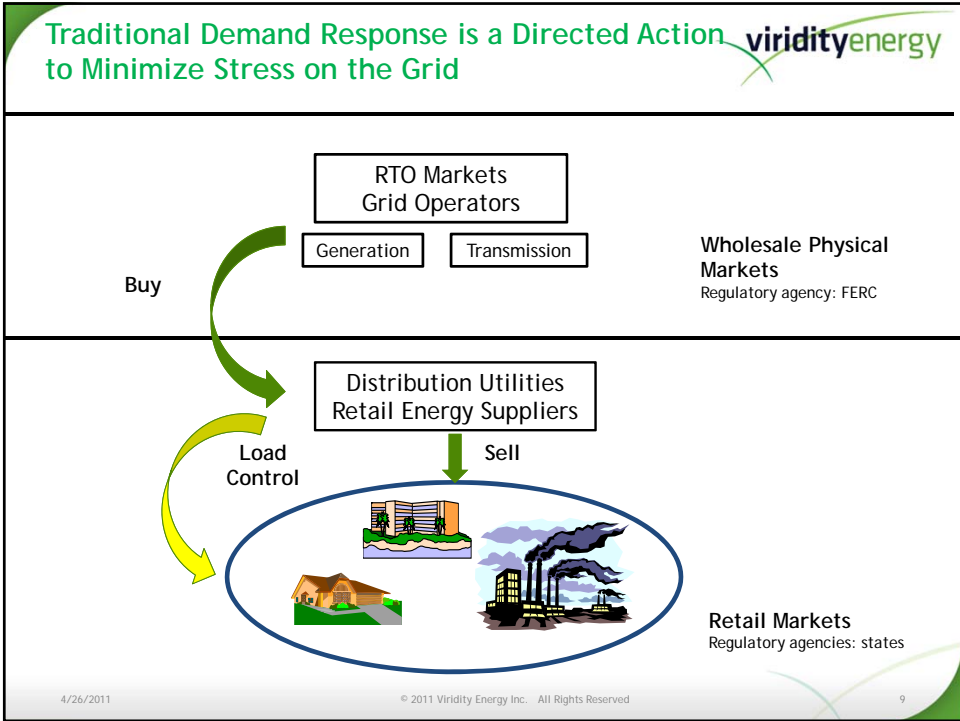 Traditional Demand Response is a Directed Action
to Minimize Stress on the Grid
viridityenergy
RTO Markets
Grid Operators
Generation
Transmission
Buy
Wholesale Physical
Markets
Regulatory agency: FERC
Distribution Utilities
Retail Energy Suppliers
Load
Control
Sell
Retail Markets
Regulatory agencies: states
4/26/2011
© 2011 Viridity Energy Inc. All Rights Reserved
9